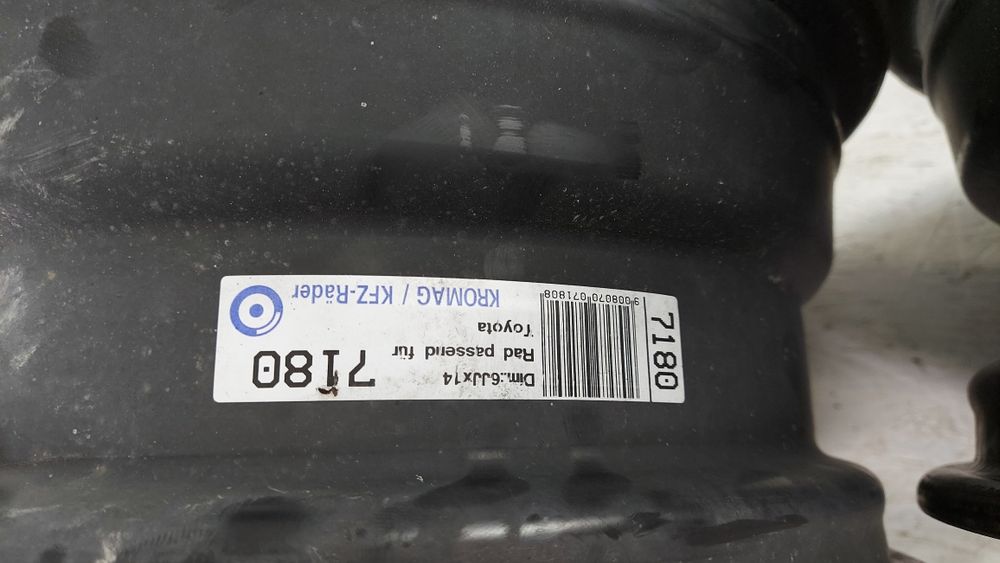 Dim.:6JJx14
Rad passend für
Toyota
7180
KROMAG / KFZ-Räder
9 008070 071808
7180